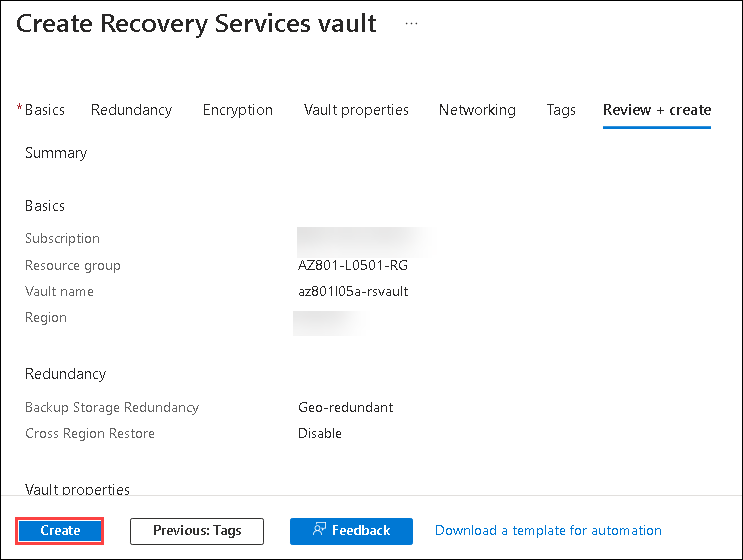 Create Recovery Services vault ...
* Basics Redundancy Encryption Vault properties Networking Tags Review + create
Summary
Basics
Subscription
Resource group AZ801-L0501-RG
Vault name az801l05a-rsvault
Region
Redundancy
Backup Storage Redundancy Geo-redundant
Cross Region Restore Disable
Vault properties
Create Previous: Tags Feedback Download a template for automation